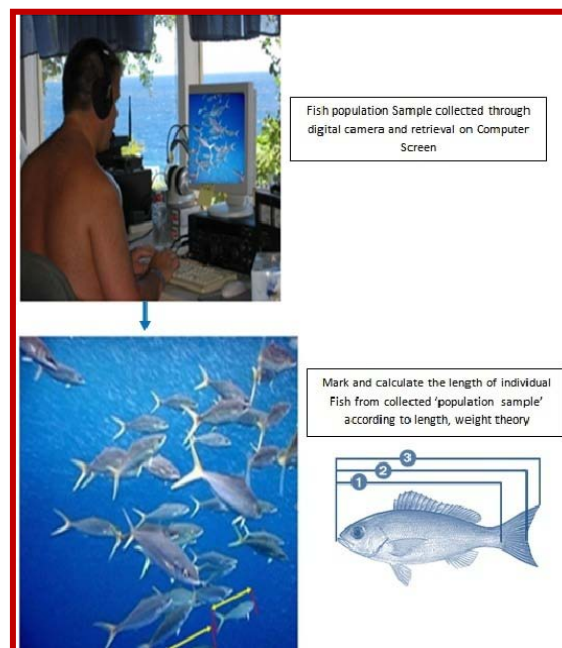 Fish population Sample collected through
digital camera and retrieval on Computer
Screen
Mark and calculate the length of individual
Fish from collected 'population sample'
according to length, weight theory
3
2
1